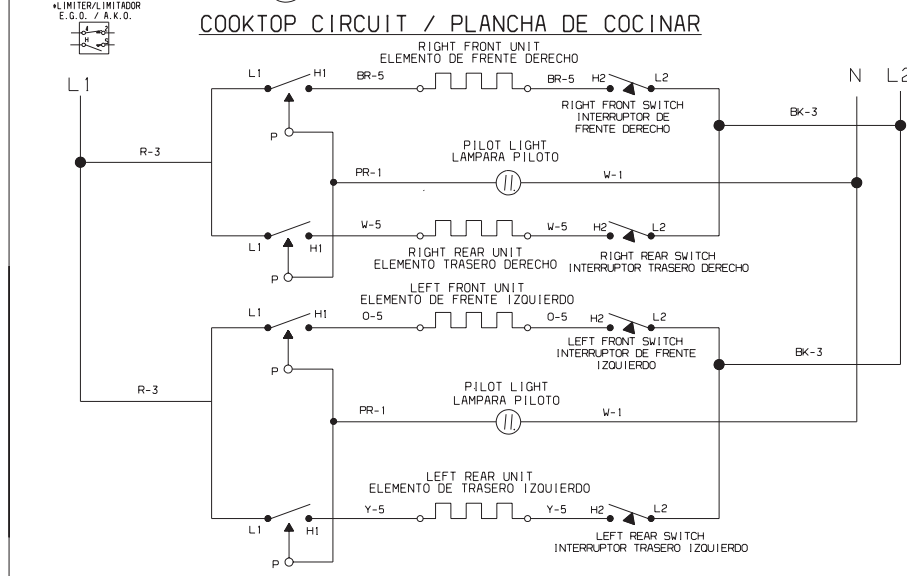 *LIMITER/LIMITADOR
E.G.O. / A.K.O.
COOKTOP CIRCUIT / PLANCHA DE COCINAR
RIGHT FRONT UNIT
ELEMENTO DE FRENTE DERECHO
L1
L1
H1
BR-5
BR-5
H2
L2
N
L2
RIGHT FRONT SWITCH
INTERRUPTOR DE
FRENTE DERECHO
BK-3
P
R-3
PILOT LIGHT
LAMPARA PILOTO
PR-1
W-1
W-5
W-5
H2
L2
L1
H1
RIGHT REAR UNIT
ELEMENTO TRASERO DERECHO
RIGHT REAR SWITCH
INTERRUPTOR TRASERO DERECHO
P
LEFT FRONT UNIT
ELEMENTO DE FRENTE IZQUIERDO
L1
H1
O-5
O-5
H2
L2
LEFT FRONT SWITCH
INTERRUPTOR DE FRENTE
IZQUIERDO
BK-3
P
R-3
PILOT LIGHT
LAMPARA PILOTO
PR-1
W-1
LEFT REAR UNIT
ELEMENTO DE TRASERO IZQUIERDO
L1
H1
Y-5
Y-5
H2
L2
LEFT REAR SWITCH
INTERRUPTOR TRASERO IZQUIERDO
P